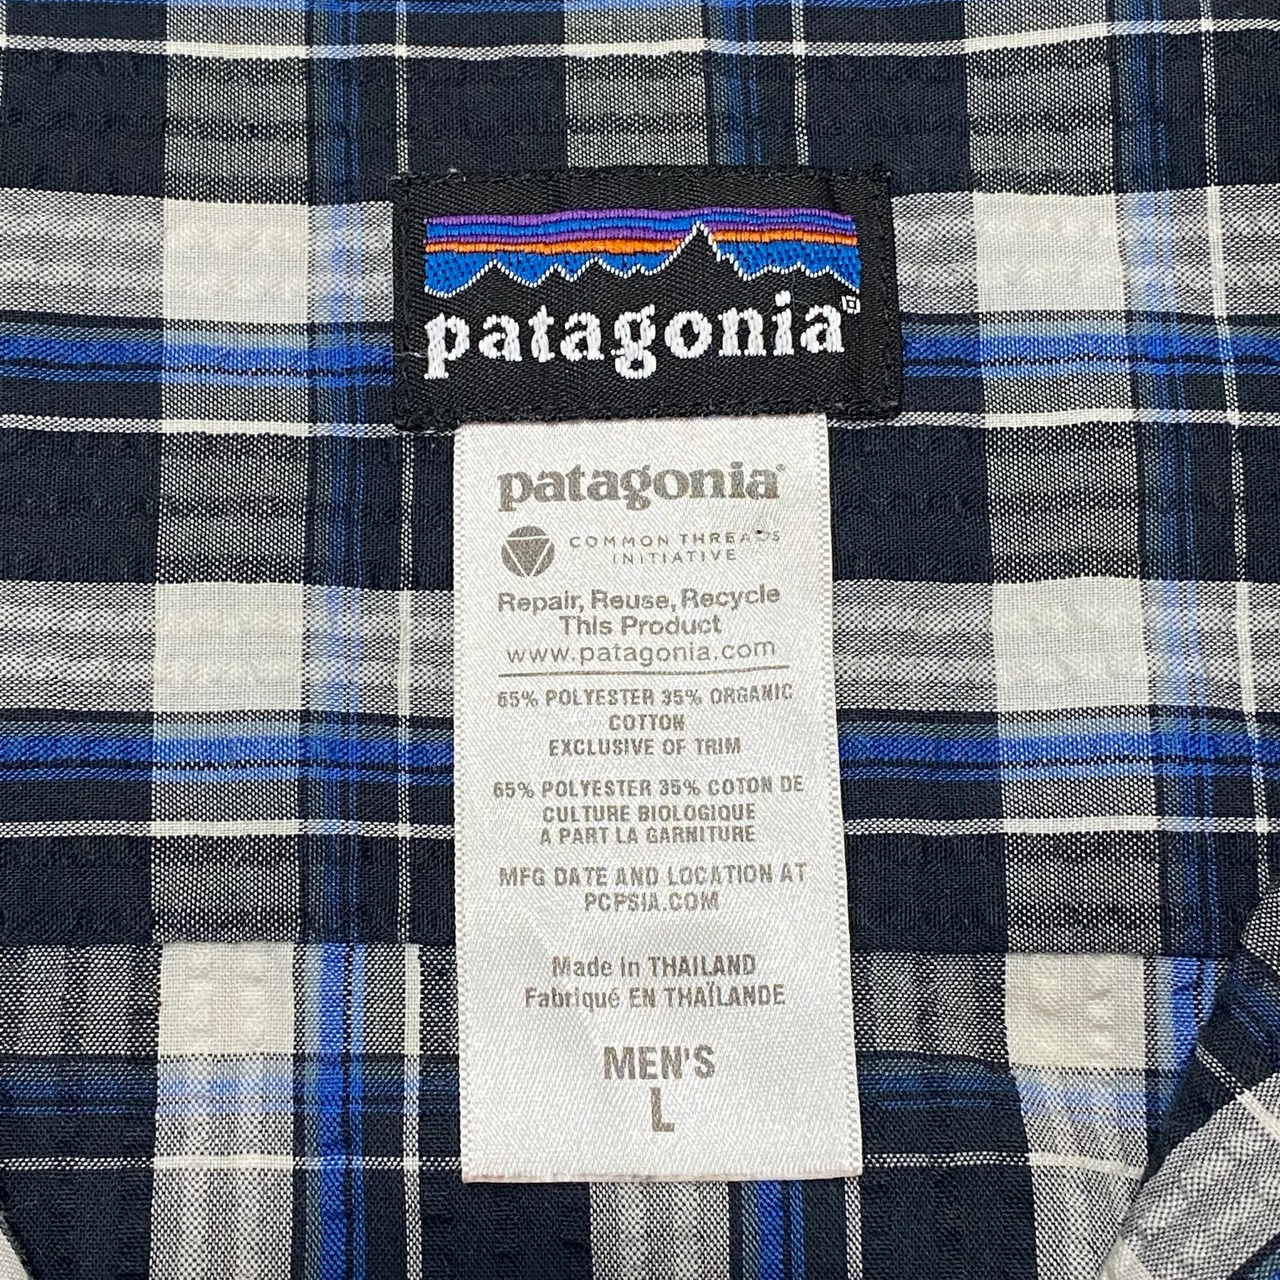 patagonia®
patagonia®
COMMON THREADS
INITIATIVE
Repair, Reuse, Recycle
This Product
www.patagonia.com
65% POLYESTER 35% ORGANIC
COTTON
EXCLUSIVE OF TRIM
65% POLYESTER 35% COTON DE
CULTURE BIOLOGIQUE
A PART LA GARNITURE
MFG DATE AND LOCATION AT
PCPSIA.COM
Made in THAILAND
Fabriqué EN THAÏLANDE
MEN'S
L